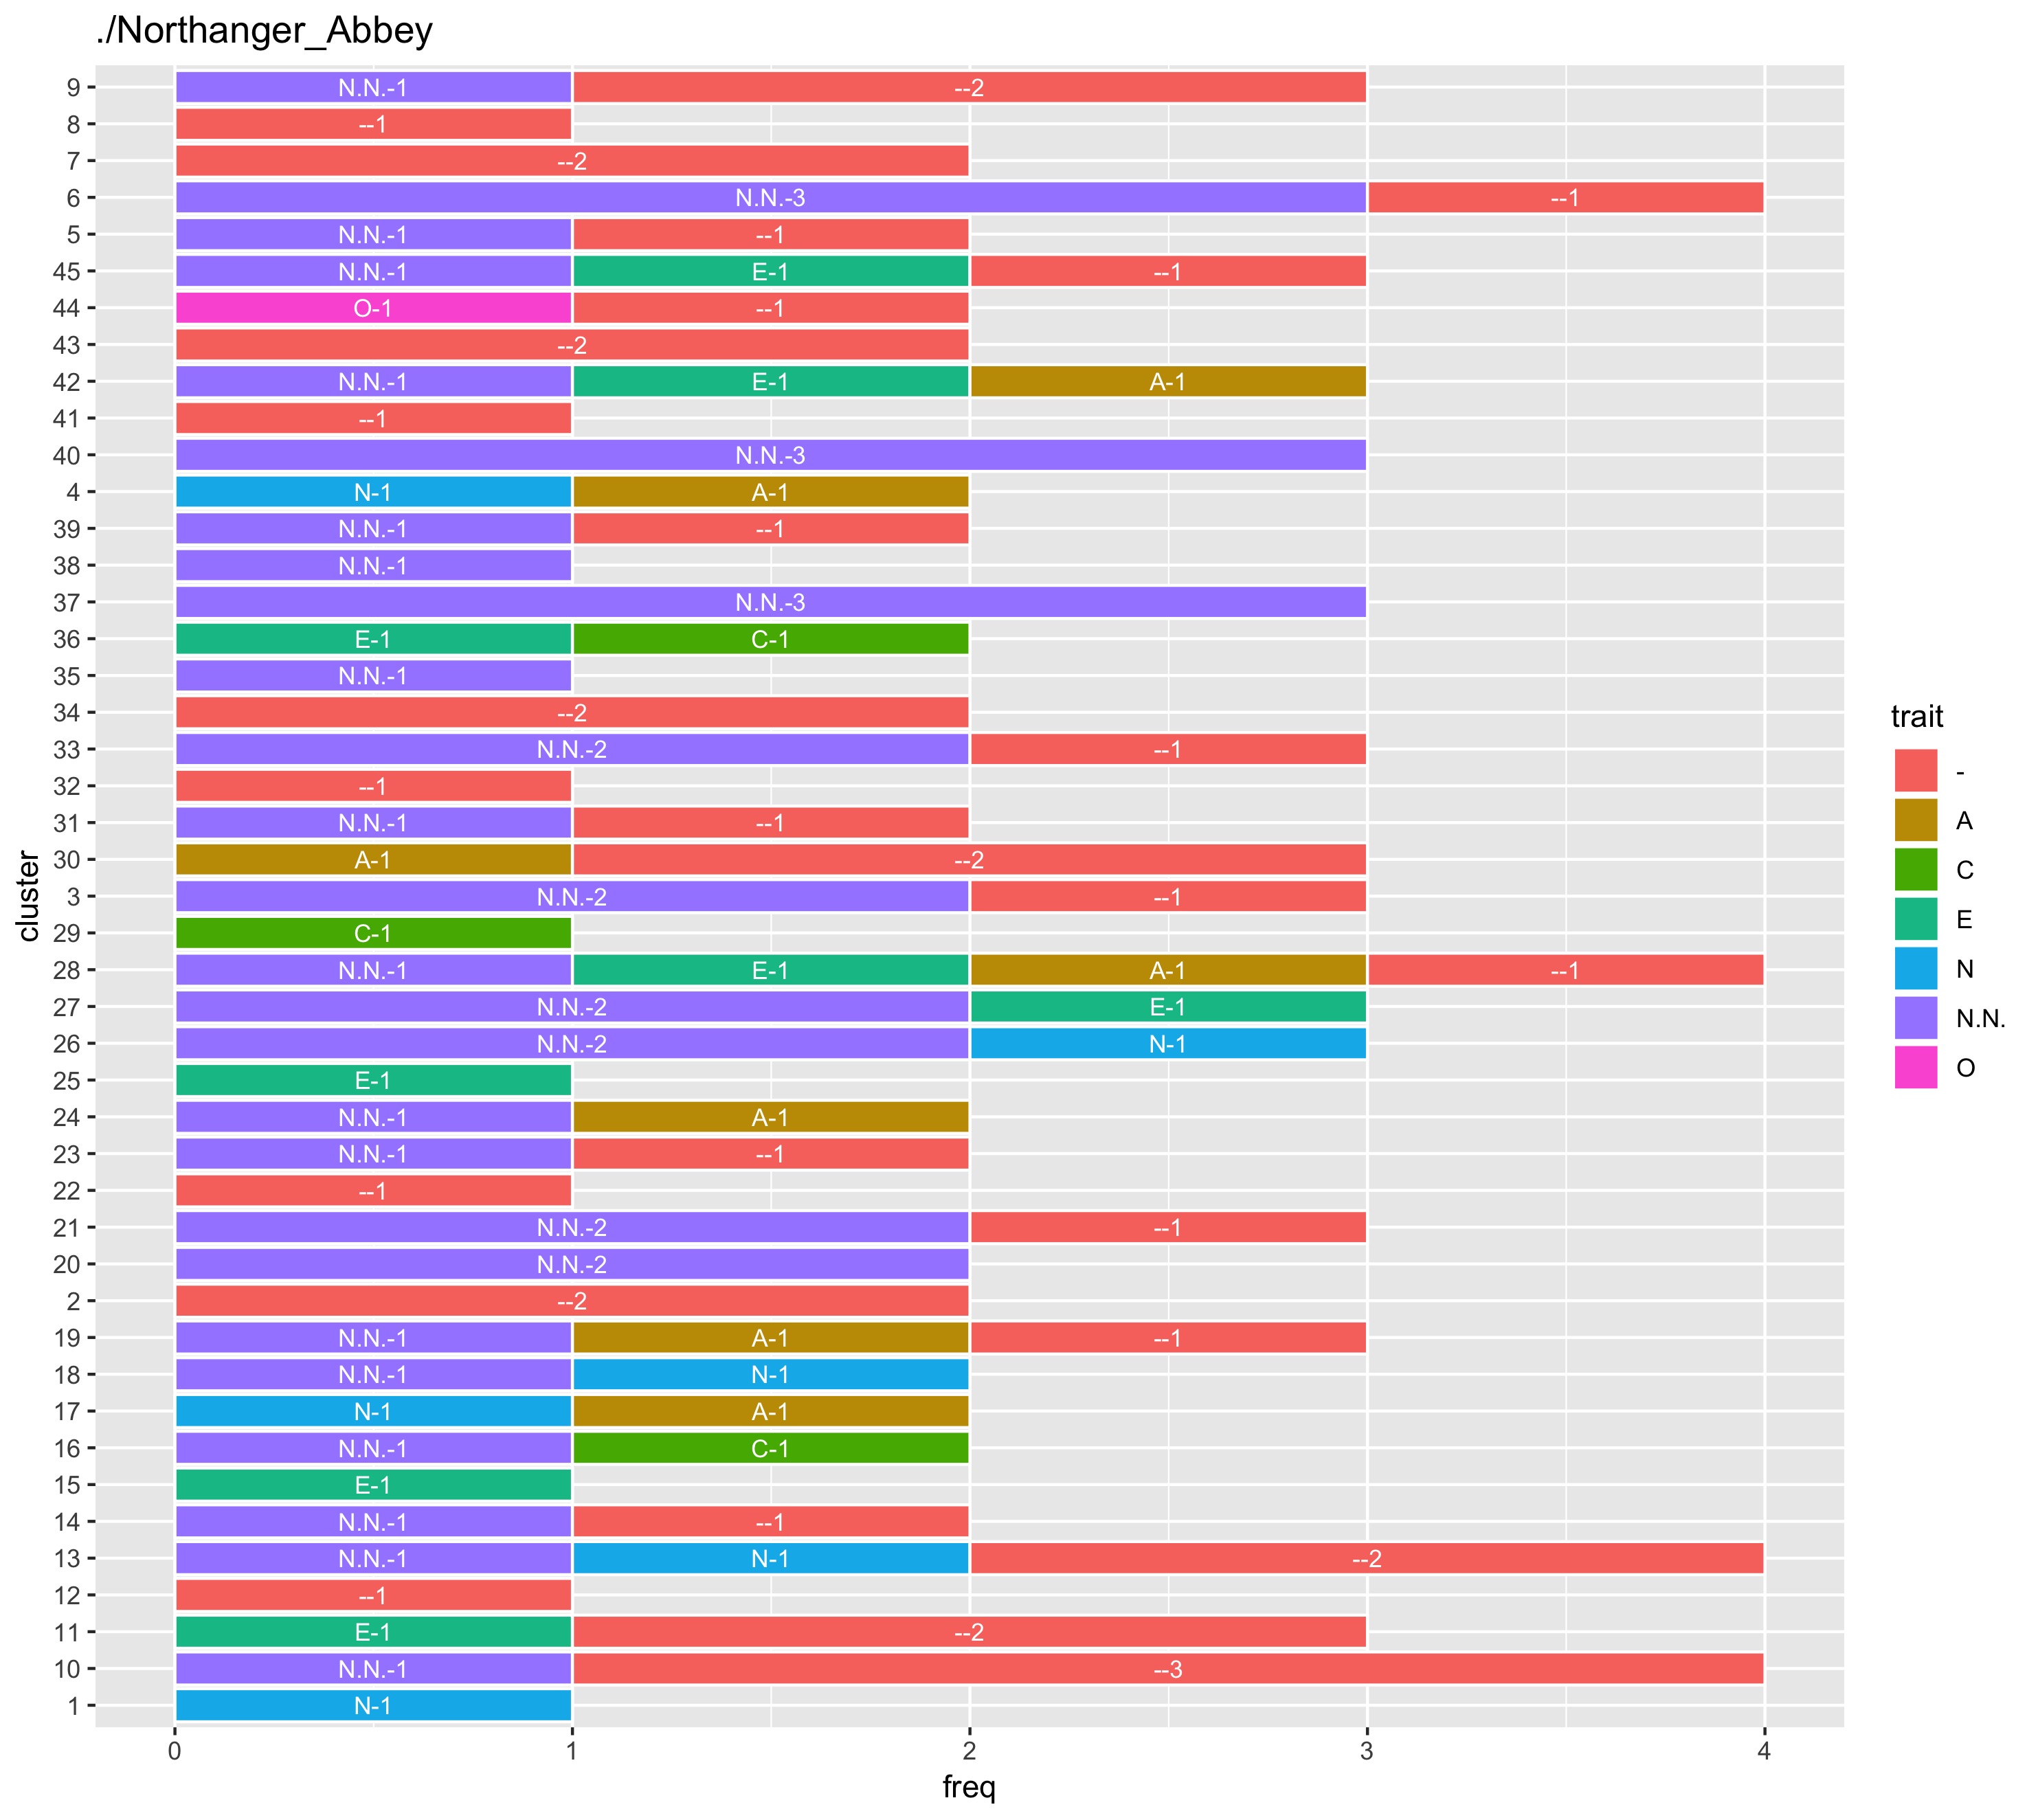 ./Northanger_Abbey
9 N.N.-1 --2
8 --1
7 --2
6 N.N.-3 --1
5 N.N.-1 --1
45 N.N.-1 E-1 --1
44 O-1 --1
43 --2
42 N.N.-1 E-1 A-1
41 --1
40 N.N.-3
4 N-1 A-1
39 N.N.-1 --1
38 N.N.-1
37 N.N.-3
36 E-1 C-1
35 N.N.-1
34 --2
33 N.N.-2 --1
32 --1
31 N.N.-1 --1
30 A-1 --2
3 N.N.-2 --1
29 C-1
28 N.N.-1 E-1 A-1 --1
27 N.N.-2 E-1
26 N.N.-2 N-1
25 E-1
24 N.N.-1 A-1
23 N.N.-1 --1
22 --1
21 N.N.-2 --1
20 N.N.-2
2 --2
19 N.N.-1 A-1 --1
18 N.N.-1 N-1
17 N-1 A-1
16 N.N.-1 C-1
15 E-1
14 N.N.-1 --1
13 N.N.-1 N-1 --2
12 --1
11 E-1 --2
10 N.N.-1 --3
1 N-1
0 1 2 3 4
freq
cluster
trait
-
A
C
E
N
N.N.
O